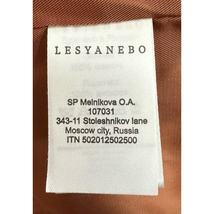 LESYANEBO
SP Melnikova O.A.
107031
343-11 Stoleshnikov lane
Moscow city, Russia
ITN 502012502500